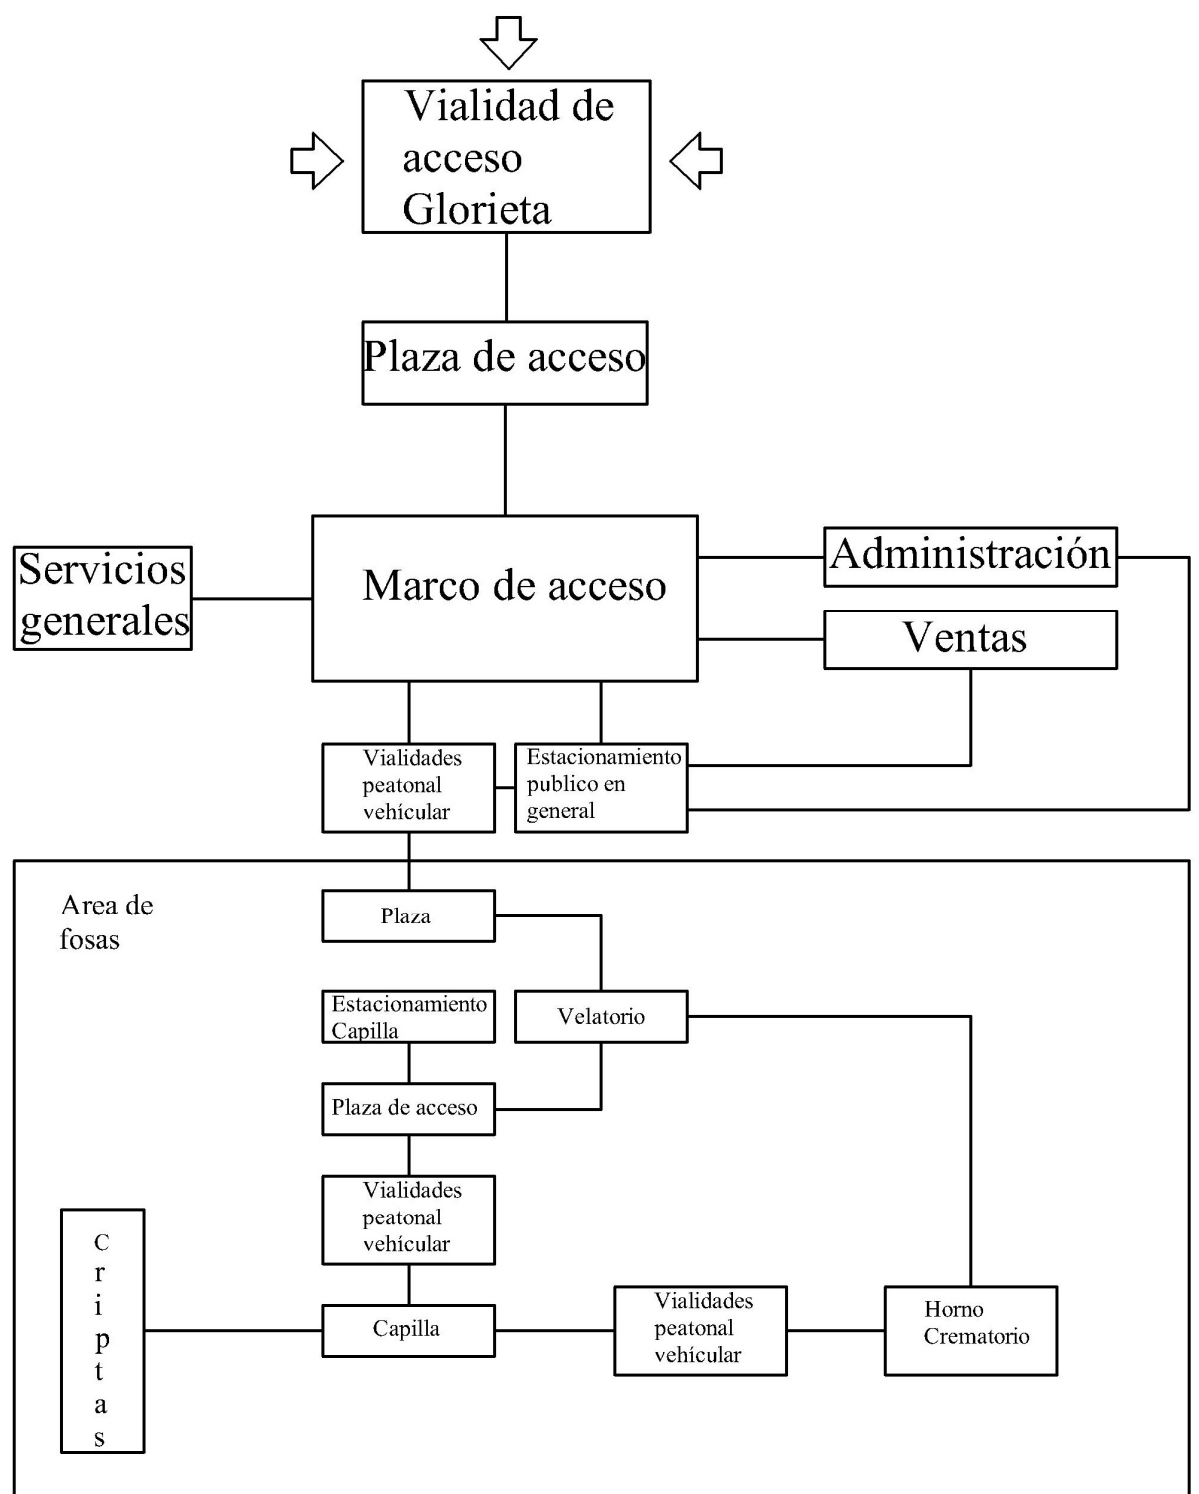 Vialidad de
acceso
Glorieta
Plaza de acceso
Servicios
generales
Marco de acceso
Administración
Ventas
Vialidades
peatonal
vehícular
Estacionamiento
publico en
general
Area de
fosas
Plaza
Estacionamiento
Capilla
Velatorio
Plaza de acceso
Vialidades
peatonal
vehícular
C
r
i
p
t
a
s
Capilla
Vialidades
peatonal
vehícular
Horno
Crematorio